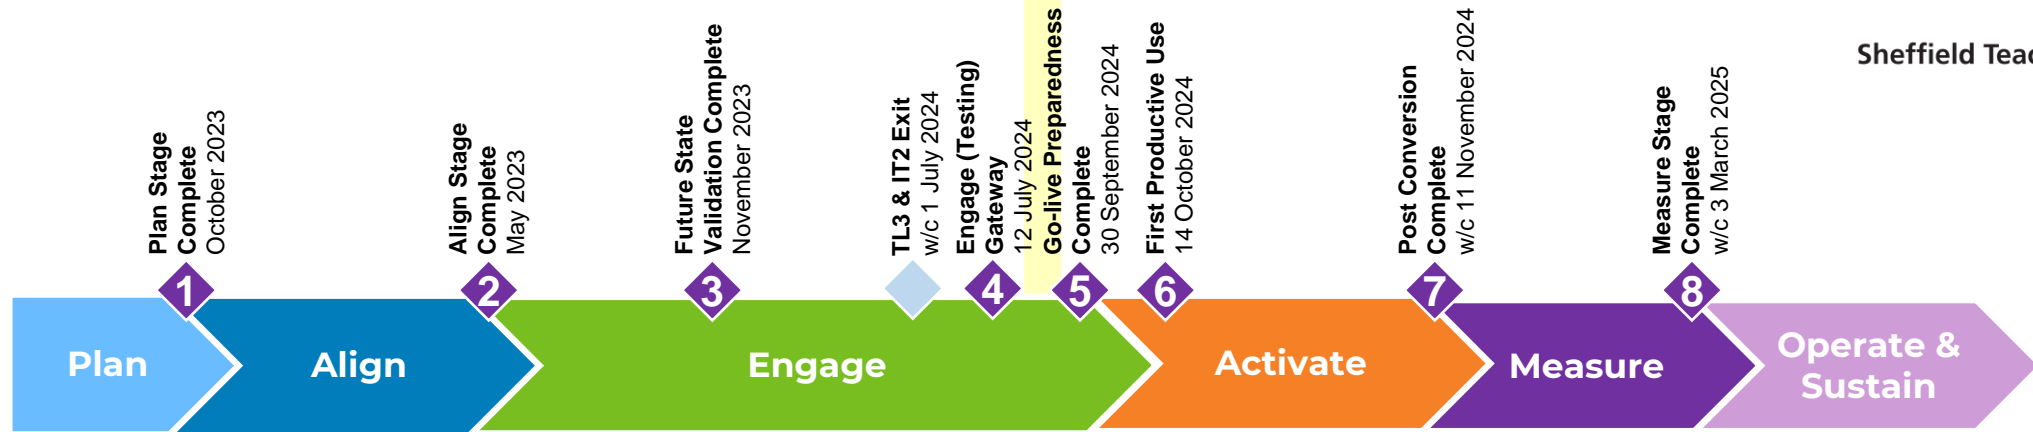 Sheffield Teac
Plan Stage
Complete
October 2023
Align Stage
Complete
May 2023
Future State
Validation Complete
November 2023
TL3 & IT2 Exit
w/c 1 July 2024
Engage (Testing)
Gateway
12 July 2024
Go-live Preparedness
Complete
30 September 2024
First Productive Use
14 October 2024
Post Conversion
Complete
w/c 11 November 2024
Measure Stage
Complete
w/c 3 March 2025
1
2
3
4
5
6
7
8
Plan
Align
Engage
Activate
Measure
Operate &
Sustain